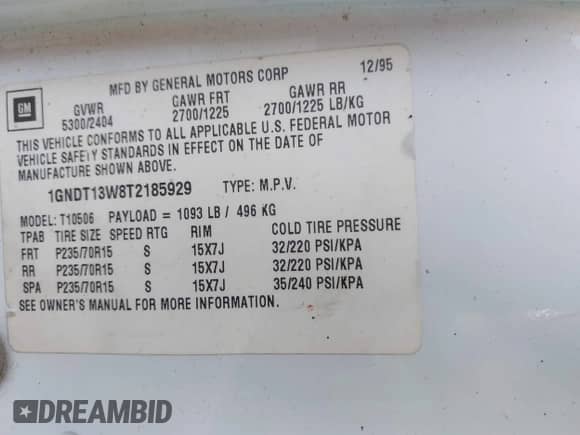 MFD BY GENERAL MOTORS CORP 12/95
GM
GVWR GAWR FRT GAWR RR
5300/2404 2700/1225 2700/1225 LB/KG
THIS VEHICLE CONFORMS TO ALL APPLICABLE U.S. FEDERAL MOTOR
VEHICLE SAFETY STANDARDS IN EFFECT ON THE DATE OF
MANUFACTURE SHOWN ABOVE.
1GNDT13W8T2185929 TYPE: M.P.V.
MODEL: T10506 PAYLOAD = 1093 LB/ 496 KG
TPAB TIRE SIZE SPEED RTG RIM COLD TIRE PRESSURE
FRT P235/70R15 S 15X7J 32/220 PSI/KPA
RR P235/70R15 S 15X7J 32/220 PSI/KPA
SPA P235/70R15 S 15X7J 35/240 PSI/KPA
SEE OWNER'S MANUAL FOR MORE INFORMATION.
DREAMBID